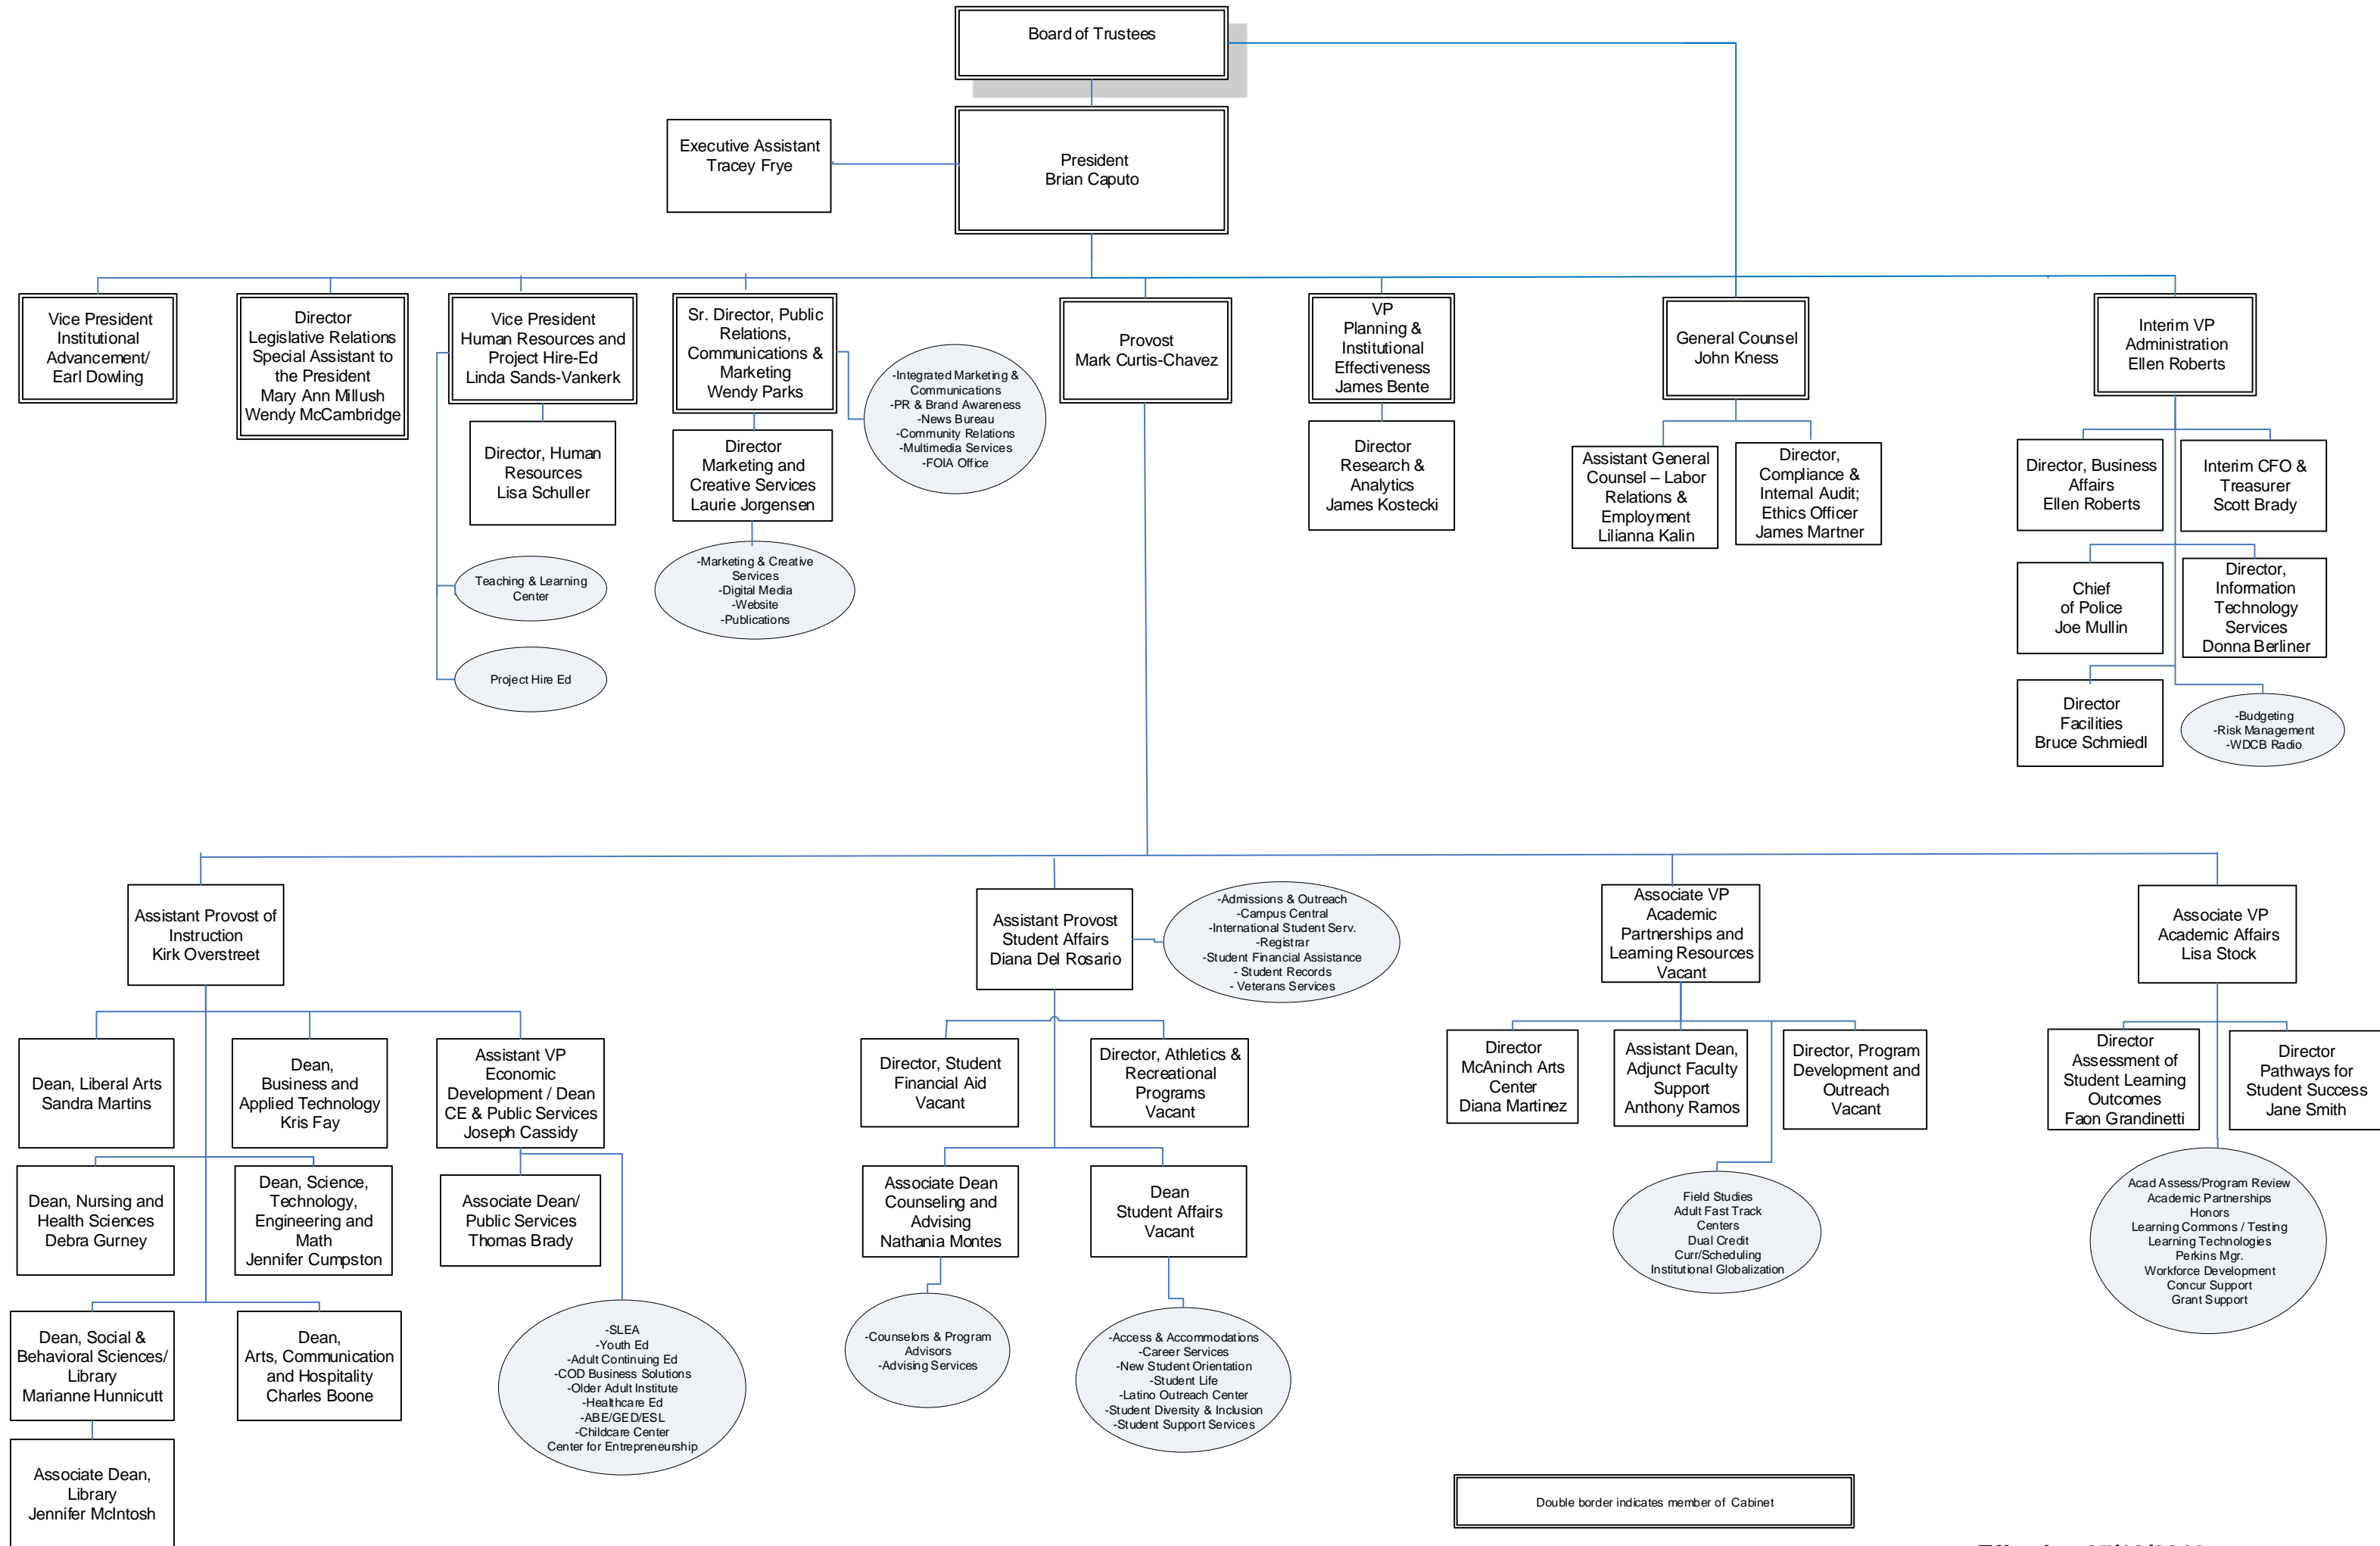 Board of Trustees
Executive Assistant
Tracey Frye
President
Brian Caputo
Vice President
Institutional
Advancement/
Earl Dowling
Director
Legislative Relations
Special Assistant to
the President
Mary Ann Millush
Wendy McCambridge
Vice President
Human Resources and
Project Hire-Ed
Linda Sands-Vankerk
Sr. Director, Public
Relations,
Communications &
Marketing
Wendy Parks
-Integrated Marketing &
Communications
-PR & Brand Awareness
-News Bureau
-Community Relations
-Multimedia Services
-FOIA Office
Provost
Mark Curtis-Chavez
VP
Planning &
Institutional
Effectiveness
James Bente
General Counsel
John Kness
Interim VP
Administration
Ellen Roberts
Director, Human
Resources
Lisa Schuller
Director
Marketing and
Creative Services
Laurie Jorgensen
Director
Research &
Analytics
James Kostecki
Assistant General
Counsel – Labor
Relations &
Employment
Lilianna Kalin
Director,
Compliance &
Internal Audit;
Ethics Officer
James Martner
Director, Business
Affairs
Ellen Roberts
Interim CFO &
Treasurer
Scott Brady
Teaching & Learning
Center
-Marketing & Creative
Services
-Digital Media
-Website
-Publications
Chief
of Police
Joe Mullin
Director,
Information
Technology
Services
Donna Berliner
Project Hire Ed
Director
Facilities
Bruce Schmiedl
-Budgeting
-Risk Management
-WDCB Radio
Assistant Provost of
Instruction
Kirk Overstreet
Assistant Provost
Student Affairs
Diana Del Rosario
-Admissions & Outreach
-Campus Central
-International Student Serv.
-Registrar
-Student Financial Assistance
- Student Records
- Veterans Services
Associate VP
Academic
Partnerships and
Learning Resources
Vacant
Associate VP
Academic Affairs
Lisa Stock
Dean, Liberal Arts
Sandra Martins
Dean,
Business and
Applied Technology
Kris Fay
Assistant VP
Economic
Development / Dean
CE & Public Services
Joseph Cassidy
Director, Student
Financial Aid
Vacant
Director, Athletics &
Recreational
Programs
Vacant
Director
McAninch Arts
Center
Diana Martinez
Assistant Dean,
Adjunct Faculty
Support
Anthony Ramos
Director, Program
Development and
Outreach
Vacant
Director
Assessment of
Student Learning
Outcomes
Faon Grandinetti
Director
Pathways for
Student Success
Jane Smith
Dean, Nursing and
Health Sciences
Debra Gurney
Dean, Science,
Technology,
Engineering and
Math
Jennifer Cumpston
Associate Dean/
Public Services
Thomas Brady
Associate Dean
Counseling and
Advising
Nathania Montes
Dean
Student Affairs
Vacant
Field Studies
Adult Fast Track
Centers
Dual Credit
Curr/Scheduling
Institutional Globalization
Acad Assess/Program Review
Academic Partnerships
Honors
Learning Commons / Testing
Learning Technologies
Perkins Mgr.
Workforce Development
Concur Support
Grant Support
Dean, Social &
Behavioral Sciences/
Library
Marianne Hunnicutt
Dean,
Arts, Communication
and Hospitality
Charles Boone
-SLEA
-Youth Ed
-Adult Continuing Ed
-COD Business Solutions
-Older Adult Institute
-Healthcare Ed
-ABE/GED/ESL
-Childcare Center
Center for Entrepreneurship
-Counselors & Program
Advisors
-Advising Services
-Access & Accommodations
-Career Services
-New Student Orientation
-Student Life
-Latino Outreach Center
-Student Diversity & Inclusion
-Student Support Services
Associate Dean,
Library
Jennifer McIntosh
Double border indicates member of Cabinet